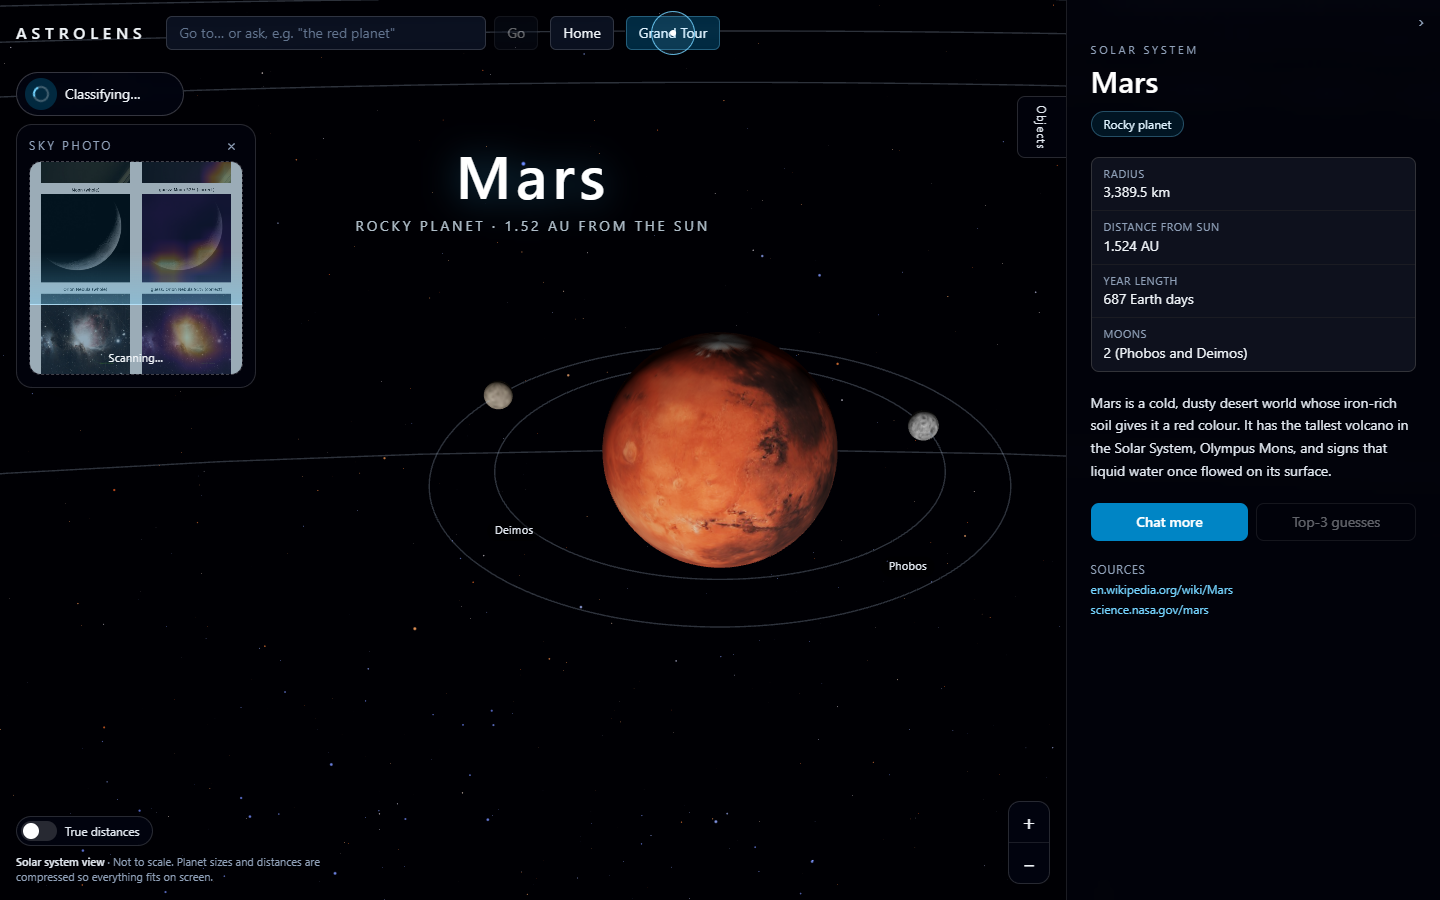 ASTROLENS
Go to... or ask, e.g. "the red planet"
Go
Home
Grand Tour
Classifying...
SKY PHOTO
×
Moon (whole)
Orion Nebula (whole)
Scanning...
Mars
ROCKY PLANET · 1.52 AU FROM THE SUN
Deimos
Phobos
Objects
True distances
Solar system view · Not to scale. Planet sizes and distances are
compressed so everything fits on screen.
+
−
›
SOLAR SYSTEM
Mars
Rocky planet
RADIUS
3,389.5 km
DISTANCE FROM SUN
1.524 AU
YEAR LENGTH
687 Earth days
MOONS
2 (Phobos and Deimos)
Mars is a cold, dusty desert world whose iron-rich
soil gives it a red colour. It has the tallest volcano in
the Solar System, Olympus Mons, and signs that
liquid water once flowed on its surface.
Chat more
Top-3 guesses
SOURCES
en.wikipedia.org/wiki/Mars
science.nasa.gov/mars